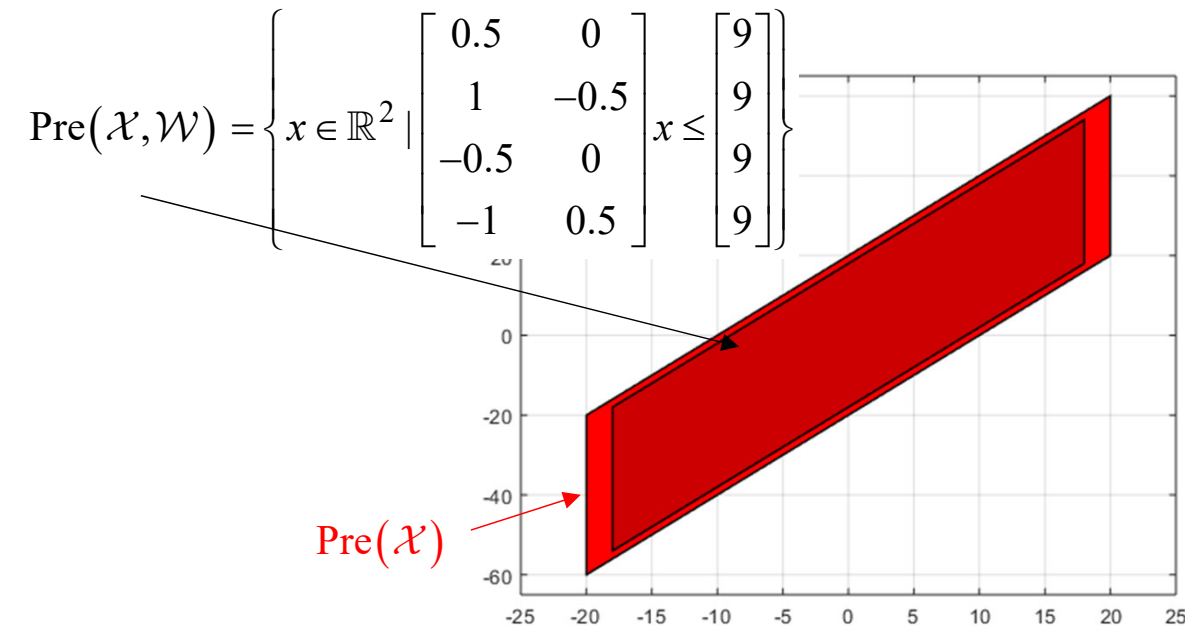 Pre(𝒳,𝒲) = { x ∈ ℝ² | [ 0.5 0 ; 1 −0.5 ; −0.5 0 ; −1 0.5 ] x ≤ [ 9 ; 9 ; 9 ; 9 ] }
0
-20
-40
-60
Pre(𝒳)
-25 -20 -15 -10 -5 0 5 10 15 20 25